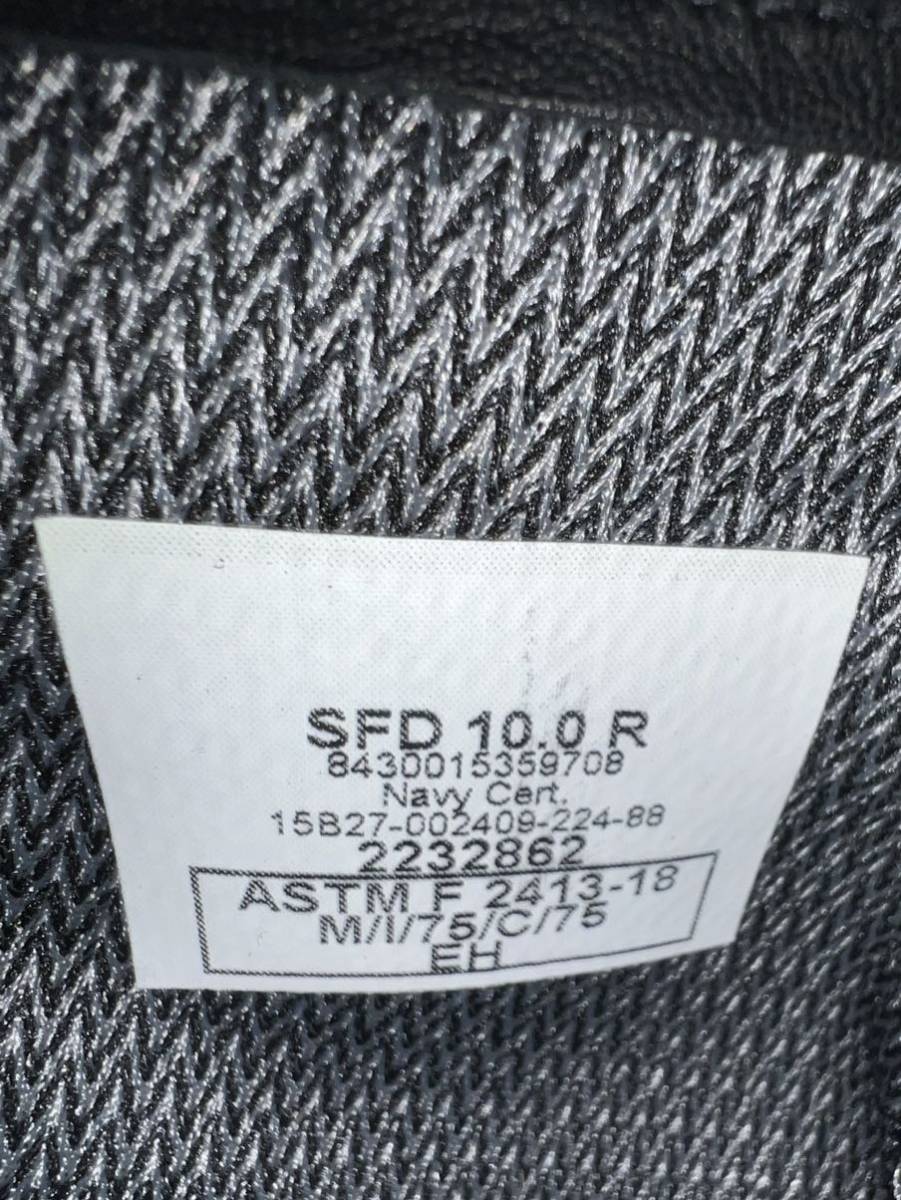 SFD 10.0 R
8430015359708
Navy Cert.
15B27-002409-224-88
2232862
ASTM F 2413-18
M/I/75/C/75
EH